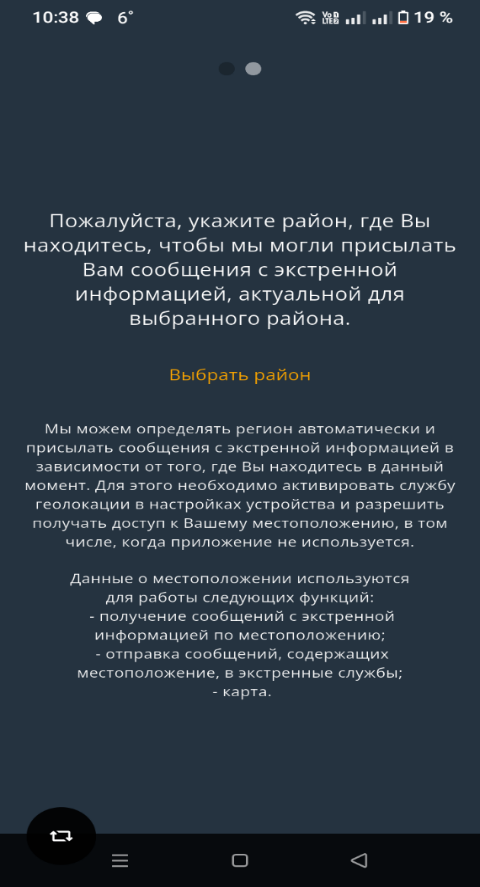 10:38 6° VoD LTE2 19 %
Пожалуйста, укажите район, где Вы
находитесь, чтобы мы могли присылать
Вам сообщения с экстренной
информацией, актуальной для
выбранного района.
Выбрать район
Мы можем определять регион автоматически и
присылать сообщения с экстренной информацией в
зависимости от того, где Вы находитесь в данный
момент. Для этого необходимо активировать службу
геолокации в настройках устройства и разрешить
получать доступ к Вашему местоположению, в том
числе, когда приложение не используется.
Данные о местоположении используются
для работы следующих функций:
- получение сообщений с экстренной
информацией по местоположению;
- отправка сообщений, содержащих
местоположение, в экстренные службы;
- карта.